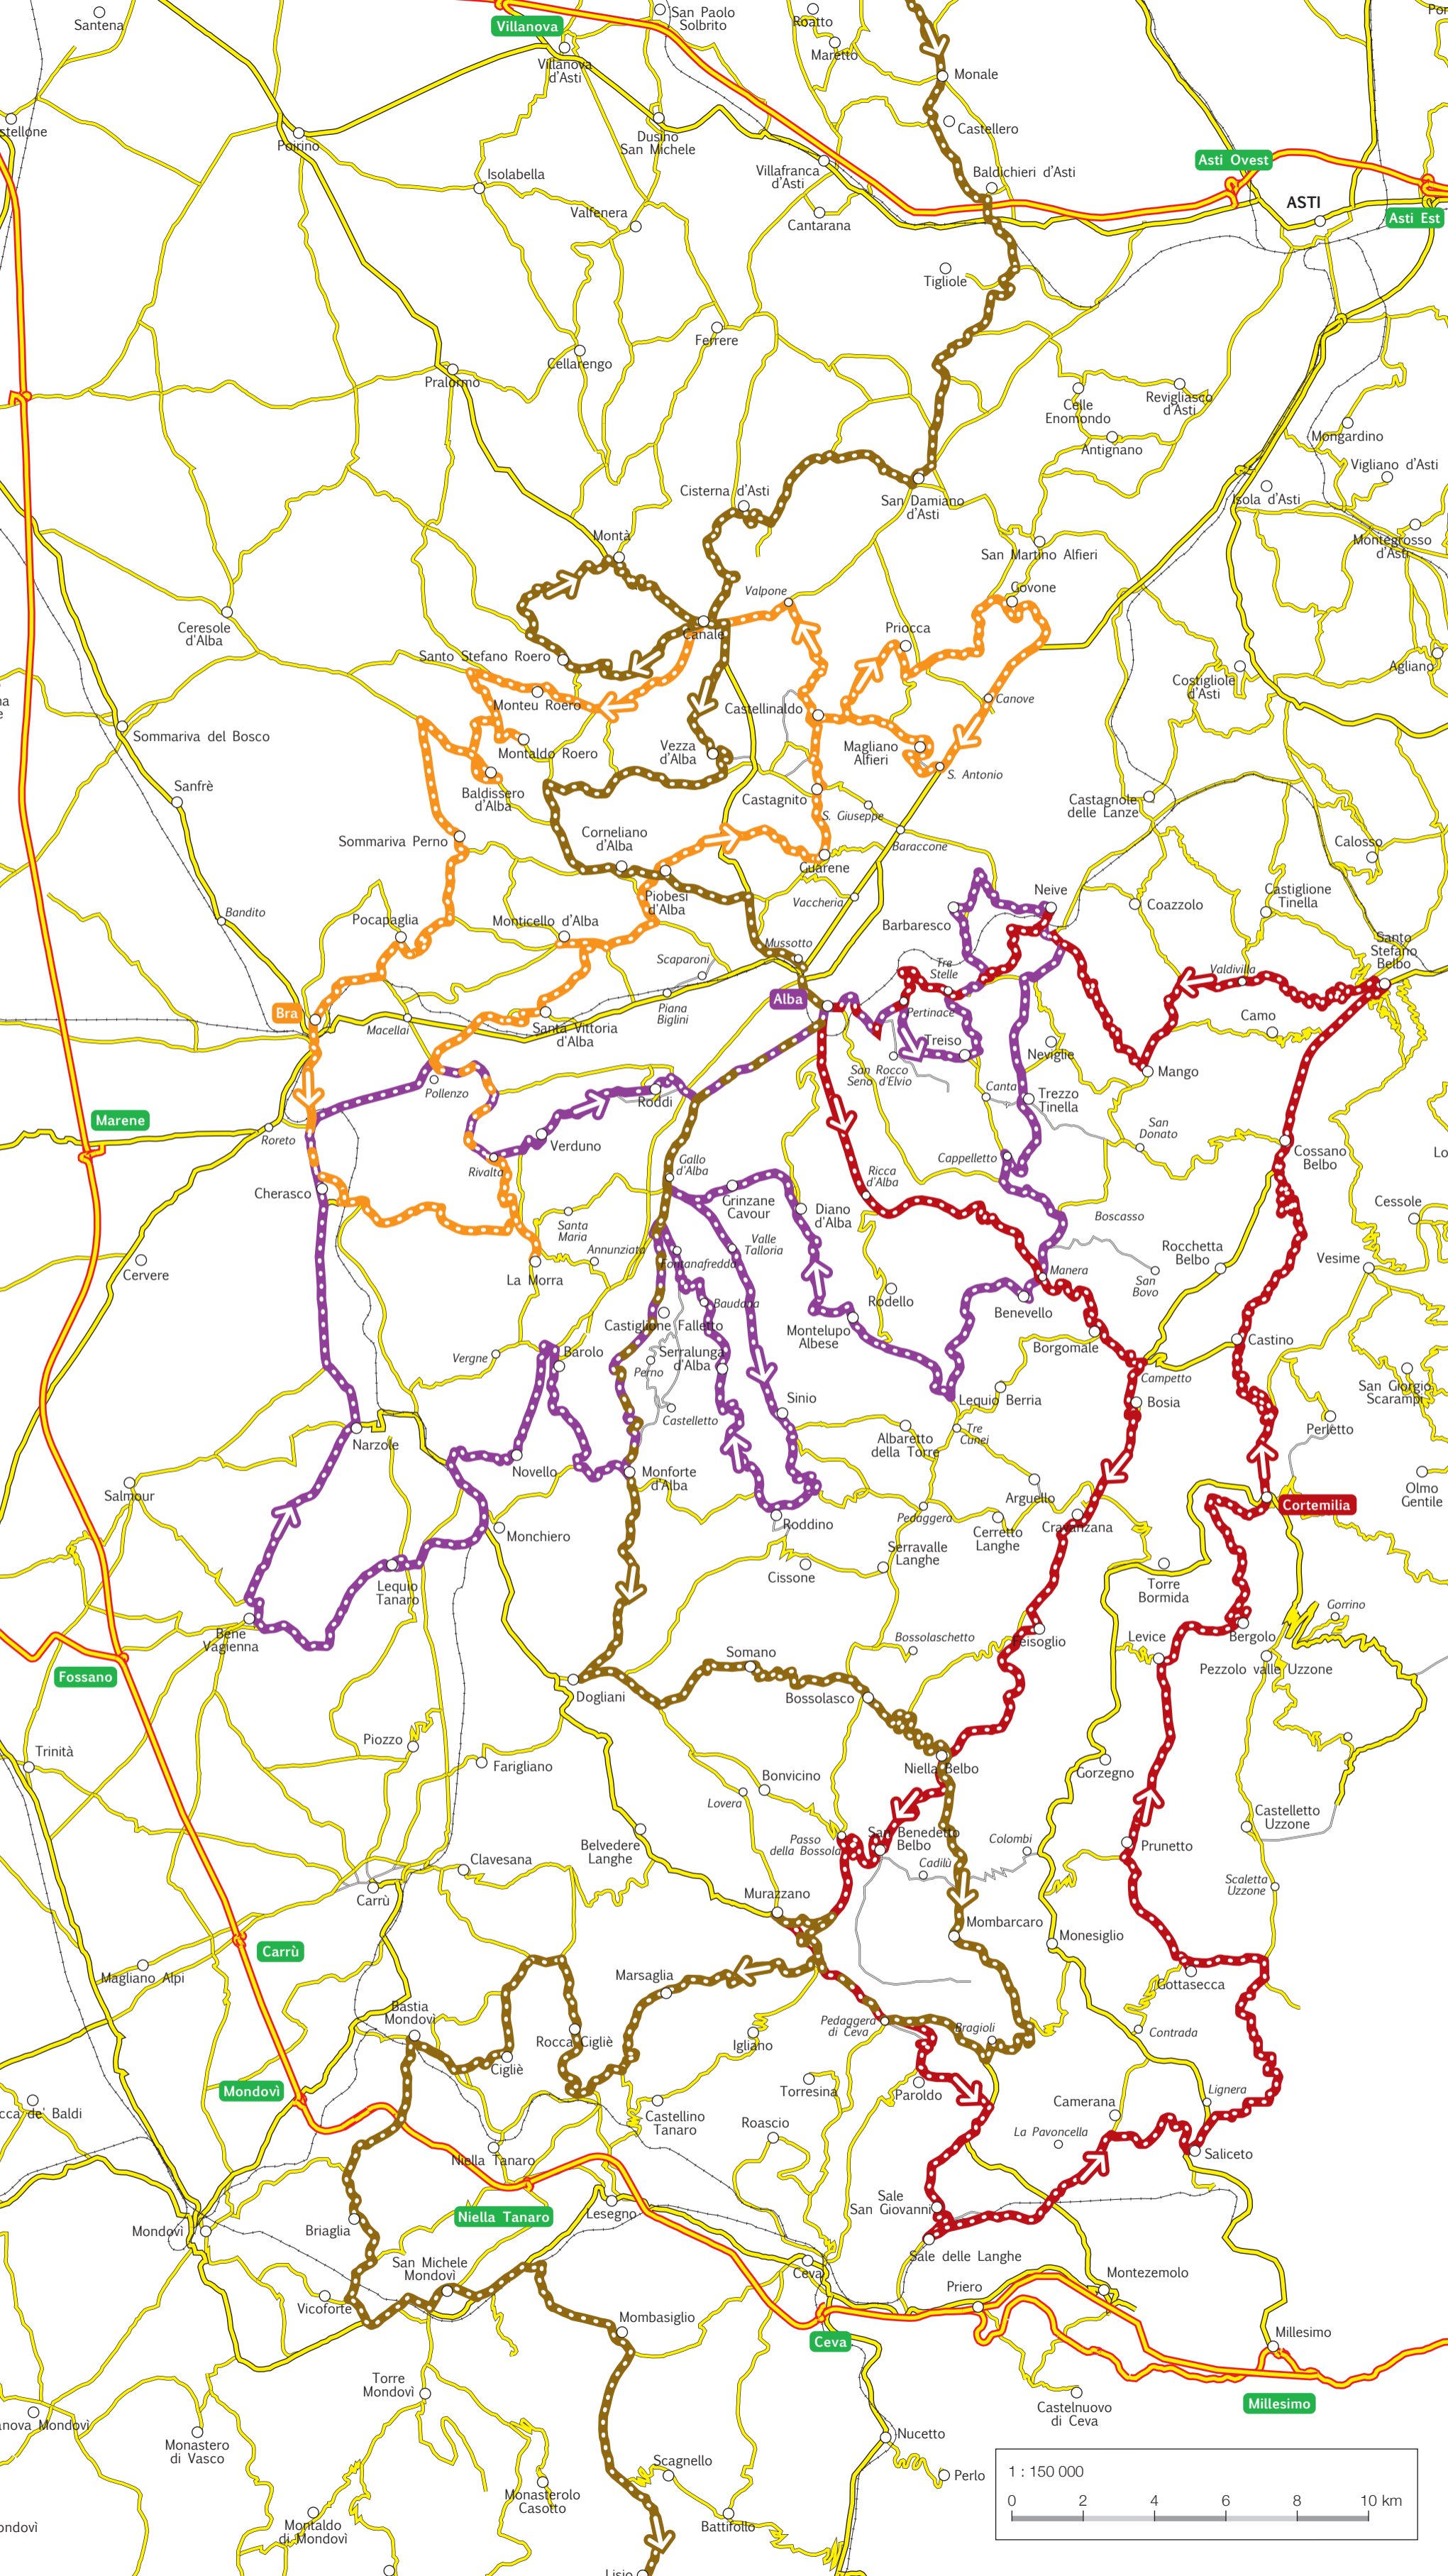 Santena
Villanova
San Paolo
Solbrito
Roatto
Maretto
Villanova
d'Asti
Monale
stellone
Poirino
Dusino
San Michele
Castellero
Villafranca
d'Asti
Baldichieri d'Asti
Asti Ovest
Isolabella
ASTI
Asti Est
Valfenera
Cantarana
Tigliole
Ferrere
Cellarengo
Pralormo
Celle
Enomondo
Revigliasco
d'Asti
Mongardino
Antignano
Vigliano d'Asti
Cisterna d'Asti
San Damiano
d'Asti
Isola d'Asti
Montà
San Martino Alfieri
Montegrosso
d'Asti
Valpone
Govone
Ceresole
d'Alba
Canale
Priocca
Santo Stefano Roero
Agliano
Costigliole
d'Asti
Monteu Roero
Castellinaldo
Canove
Sommariva del Bosco
Montaldo Roero
Vezza
d'Alba
Magliano
Alfieri
S. Antonio
Sanfrè
Baldissero
d'Alba
Castagnito
S. Giuseppe
Castagnole
delle Lanze
Sommariva Perno
Corneliano
d'Alba
Baraccone
Calosso
Guarene
Piobesi
d'Alba
Vaccheria
Neive
Castiglione
Tinella
Coazzolo
Bandito
Pocapaglia
Monticello d'Alba
Barbaresco
Mussotto
Santo
Stefano
Belbo
Scaparoni
Tre
Stelle
Valdivilla
Bra
Alba
Piana
Biglini
Pertinace
Camo
Macellai
Santa Vittoria
d'Alba
Treiso
Neviglie
San Rocco
Seno d'Elvio
Mango
Pollenzo
Roddi
Canta
Trezzo
Tinella
Marene
Roreto
Verduno
San
Donato
Cossano
Belbo
Lo
Rivalta
Gallo
d'Alba
Cappelletto
Cherasco
Ricca
d'Alba
Grinzane
Cavour
Diano
d'Alba
Cessole
Santa
Maria
Boscasso
Valle
Talloria
Annunziata
Fontanafredda
Rocchetta
Belbo
Vesime
Cervere
La Morra
Manera
San
Bovo
Baudana
Rodello
Benevello
Castiglione Falletto
Montelupo
Albese
Borgomale
Castino
Vergne
Barolo
Serralunga
d'Alba
Perno
Campetto
San Giorgio
Scarampi
Lequio Berria
Bosia
Castelletto
Sinio
Albaretto
della Torre
Tre
Cunei
Perletto
Narzole
Novello
Monforte
d'Alba
Salmour
Arguello
Olmo
Gentile
Cortemilia
Monchiero
Roddino
Pedaggera
Cerretto
Langhe
Cravanzana
Serravalle
Langhe
Cissone
Lequio
Tanaro
Torre
Bormida
Gorrino
Bene
Vagienna
Feisoglio
Levice
Bergolo
Bossolaschetto
Somano
Pezzolo valle Uzzone
Fossano
Dogliani
Bossolasco
Piozzo
Trinità
Farigliano
Niella Belbo
Gorzegno
Bonvicino
Lovera
Castelletto
Uzzone
Belvedere
Langhe
Passo
della Bossola
San Benedetto
Belbo
Colombi
Prunetto
Clavesana
Cadilù
Carrù
Murazzano
Scaletta
Uzzone
Mombarcaro
Monesiglio
Carrù
Magliano Alpi
Marsaglia
Gottasecca
Bastia
Mondovì
Rocca Cigliè
Igliano
Pedaggera
di Ceva
Bragioli
Contrada
Cigliè
Mondovì
Torresina
Paroldo
cca de' Baldi
Castellino
Tanaro
Roascio
Camerana
Lignera
La Pavoncella
Niella Tanaro
Saliceto
Mondovì
Briaglia
Niella Tanaro
Lesegno
Sale
San Giovanni
San Michele
Mondovì
Ceva
Sale delle Langhe
Vicoforte
Priero
Montezemolo
Mombasiglio
Ceva
Millesimo
Torre
Mondovì
Castelnuovo
di Ceva
Millesimo
nova Mondovì
Monastero
di Vasco
Nucetto
Scagnello
Perlo
Monasterolo
Casotto
Montaldo
di Mondovì
Battifollo
ondovì
Lisio
1 : 150 000
0 2 4 6 8 10 km